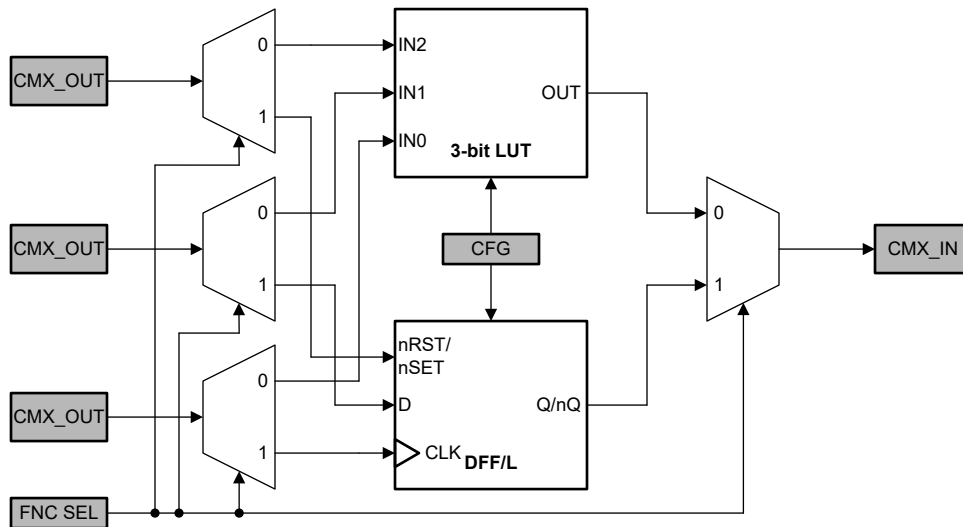 CMX_OUT
0
1
IN2
IN1
IN0
OUT
3-bit LUT
CMX_OUT
0
1
CFG
0
1
CMX_IN
CMX_OUT
0
1
nRST/
nSET
D
CLK
Q/nQ
DFF/L
FNC SEL